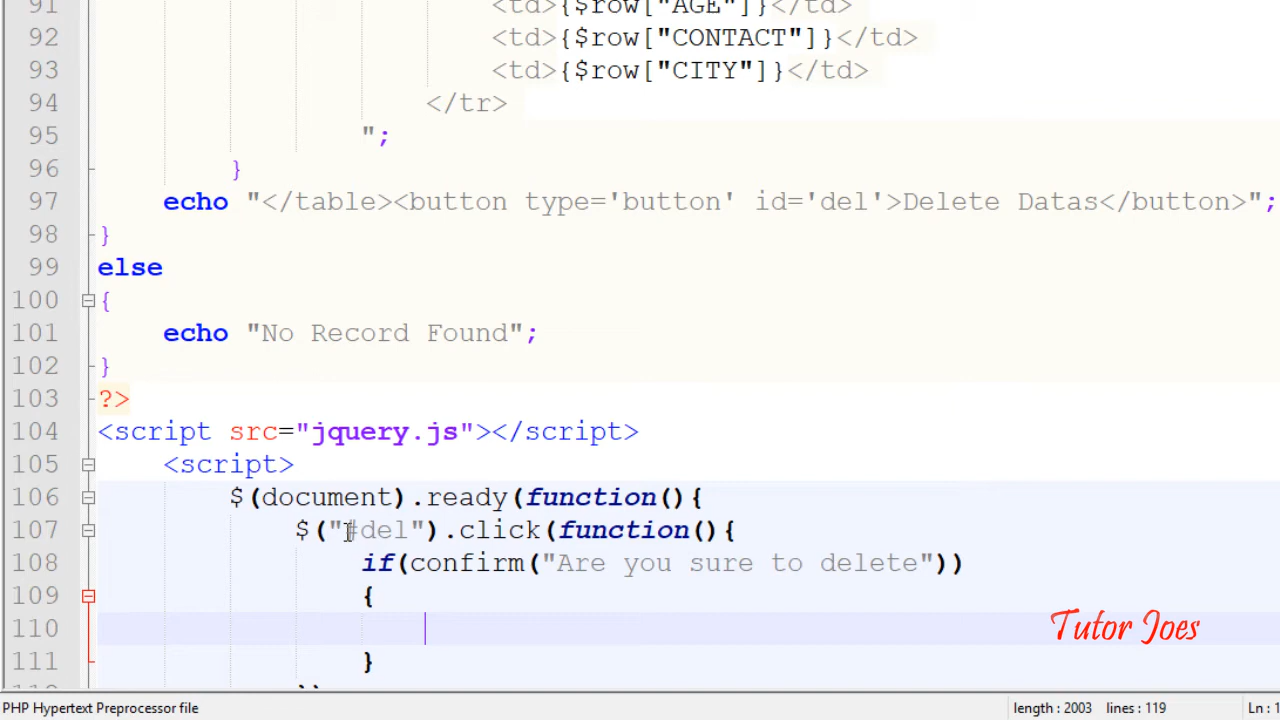 91 <td>{$row["AGE"]}</td>
92 <td>{$row["CONTACT"]}</td>
93 <td>{$row["CITY"]}</td>
94 </tr>
95 ";
96 }
97 echo "</table><button type='button' id='del'>Delete Datas</button>";
98 }
99 else
100 {
101 echo "No Record Found";
102 }
103 ?>
104 <script src="jquery.js"></script>
105 <script>
106 $(document).ready(function(){
107 $("#del").click(function(){
108 if(confirm("Are you sure to delete"))
109 {
110
111 }
Tutor Joes
PHP Hypertext Preprocessor file length : 2003 lines : 119 Ln : 1